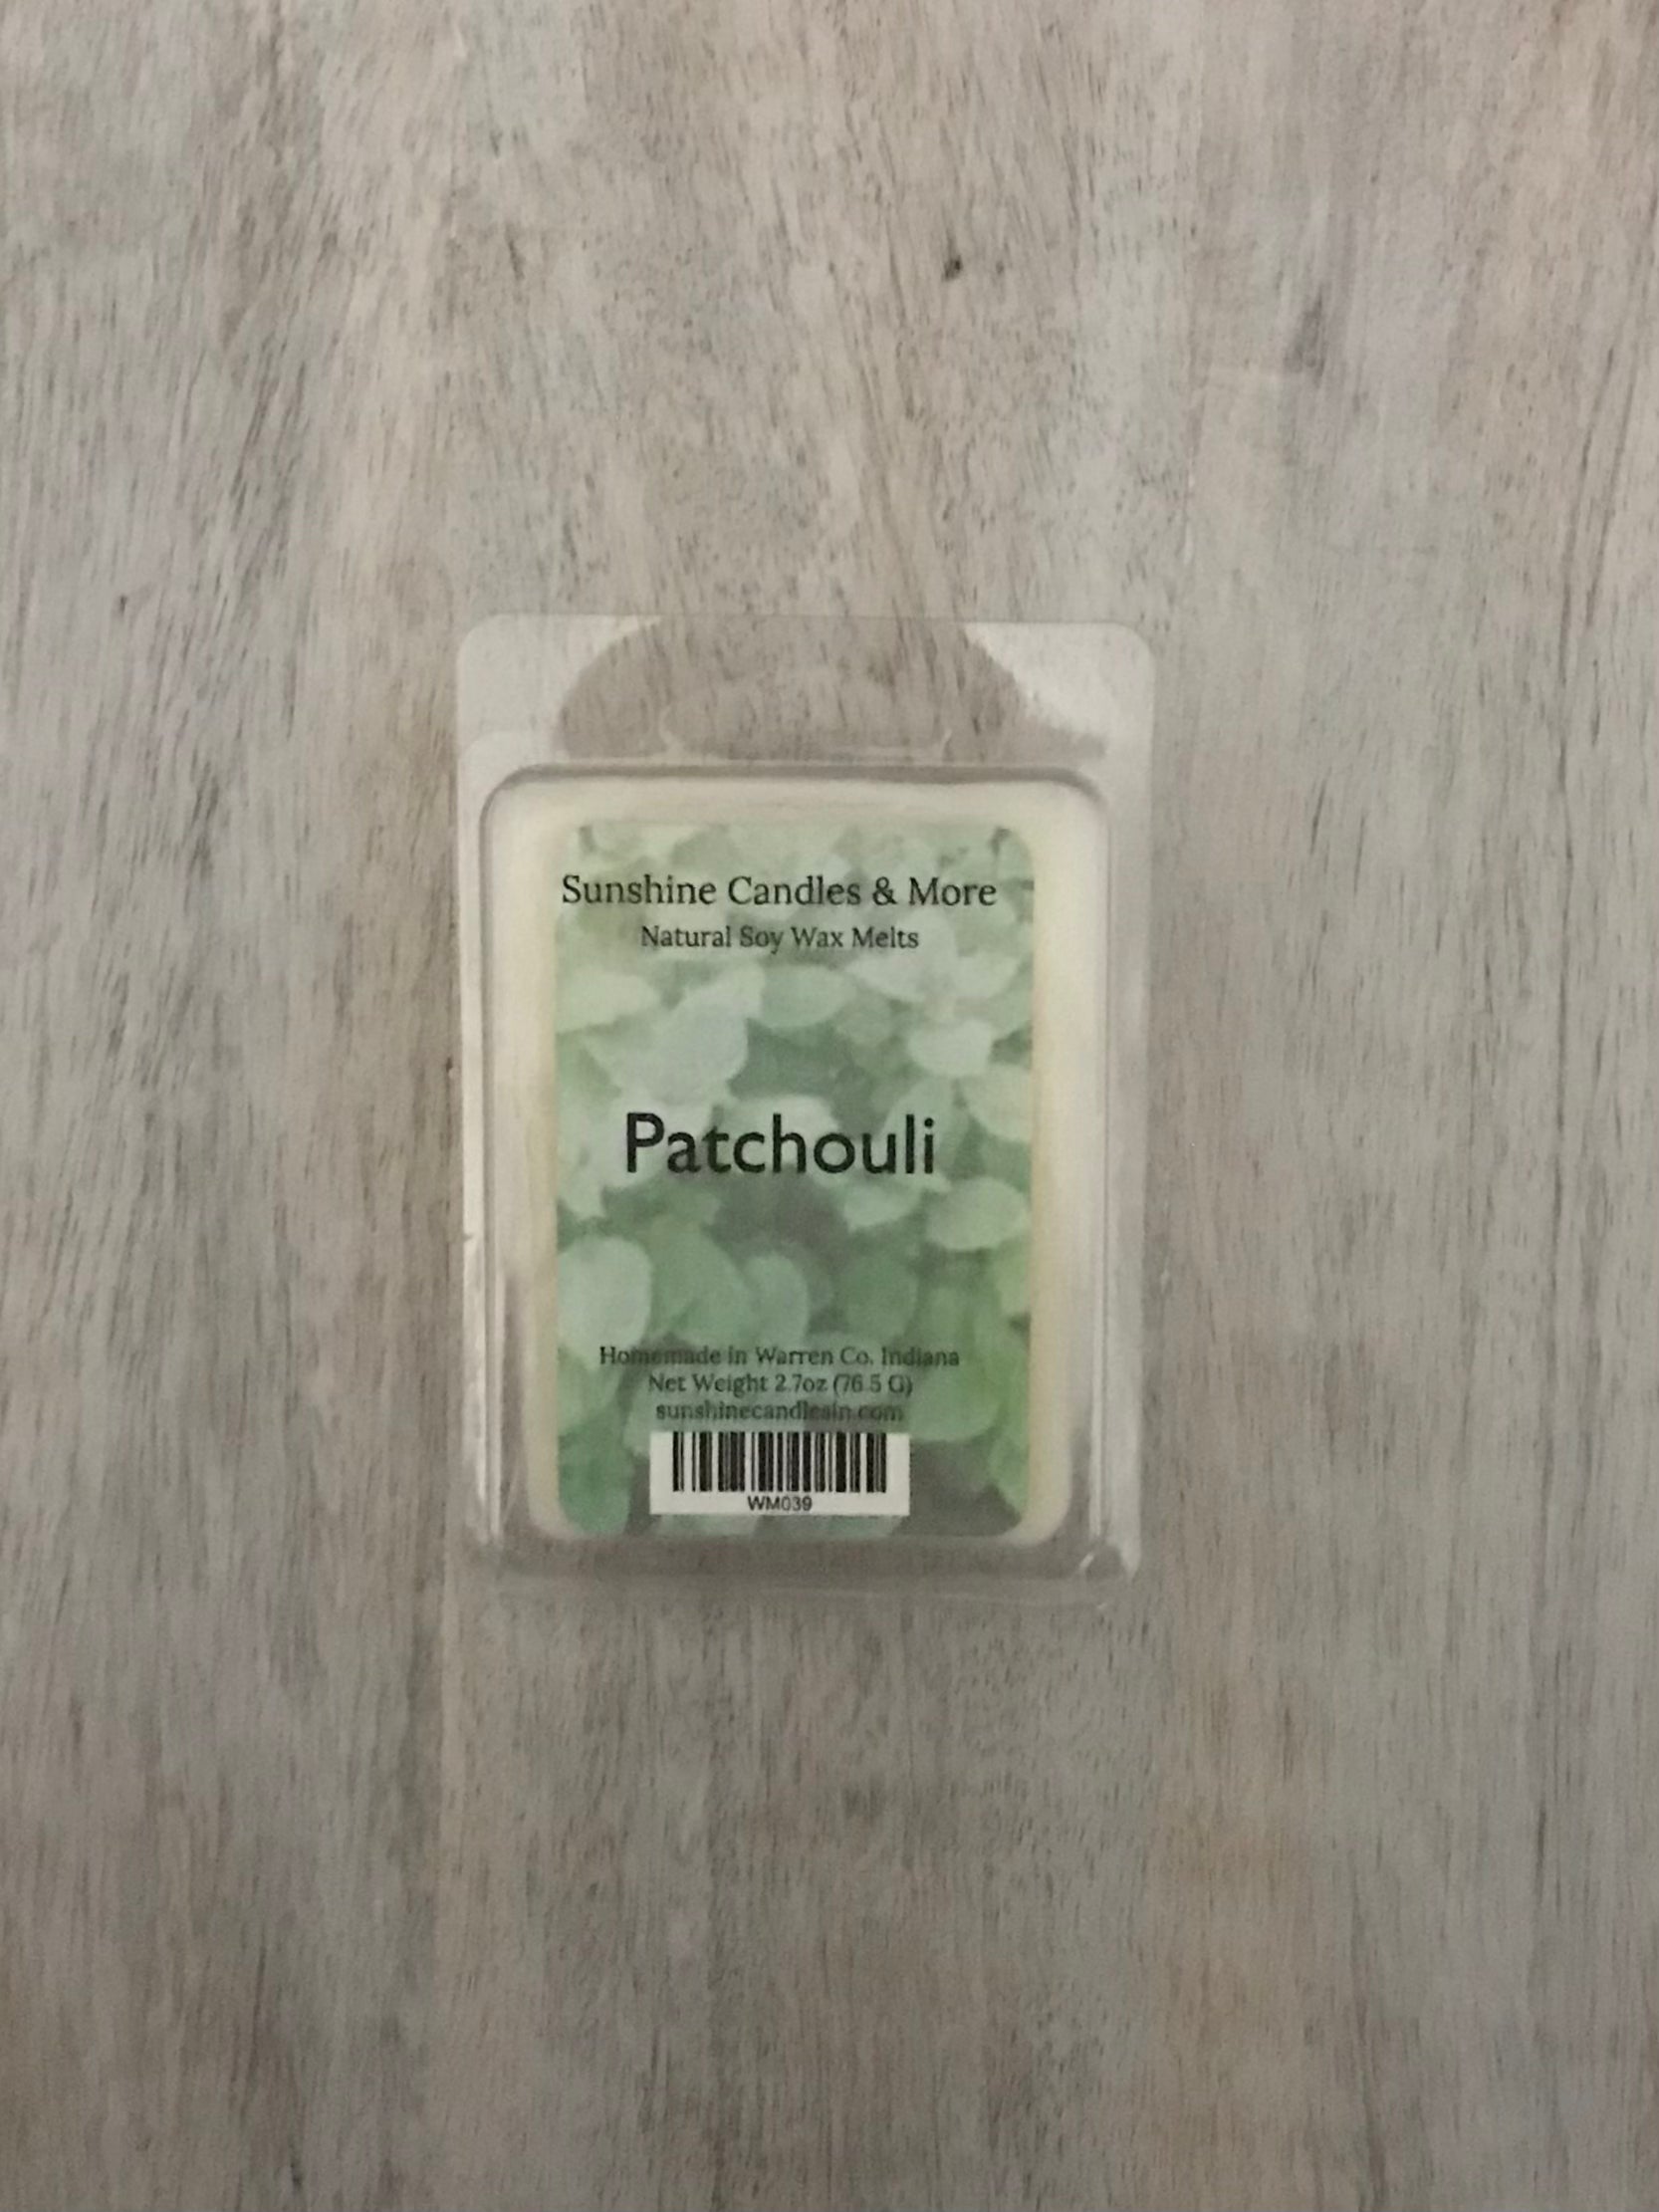 Sunshine Candles & More
Natural Soy Wax Melts
Patchouli
Homemade in Warren Co. Indiana
Net Weight 2.7oz (76.5 G)
sunshinecandlesin.com
WM039